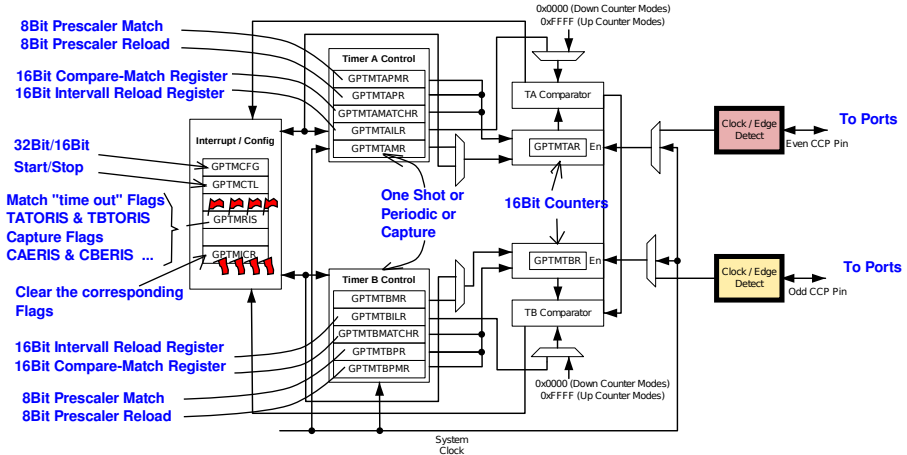 0x0000 (Down Counter Modes)
0xFFFF (Up Counter Modes)
8Bit Prescaler Match
8Bit Prescaler Reload
16Bit Compare-Match Register
16Bit Intervall Reload Register
Timer A Control
GPTMTAPMR
GPTMTAPR
GPTMTAMATCHR
GPTMTAILR
GPTMTAMR
TA Comparator
GPTMTAR
En
Clock / Edge
Detect
Even CCP Pin
To Ports
Interrupt / Config
GPTMCFG
GPTMCTL
GPTMRIS
GPTMICR
32Bit/16Bit
Start/Stop
Match "time out" Flags
TATORIS & TBTORIS
Capture Flags
CAERIS & CBERIS ...
Clear the corresponding
Flags
One Shot or
Periodic or
Capture
16Bit Counters
GPTMTBR
En
Clock / Edge
Detect
Odd CCP Pin
To Ports
Timer B Control
GPTMTBMR
GPTMTBILR
GPTMTBMATCHR
GPTMTBPR
GPTMTBPMR
TB Comparator
16Bit Intervall Reload Register
16Bit Compare-Match Register
8Bit Prescaler Match
8Bit Prescaler Reload
0x0000 (Down Counter Modes)
0xFFFF (Up Counter Modes)
System
Clock